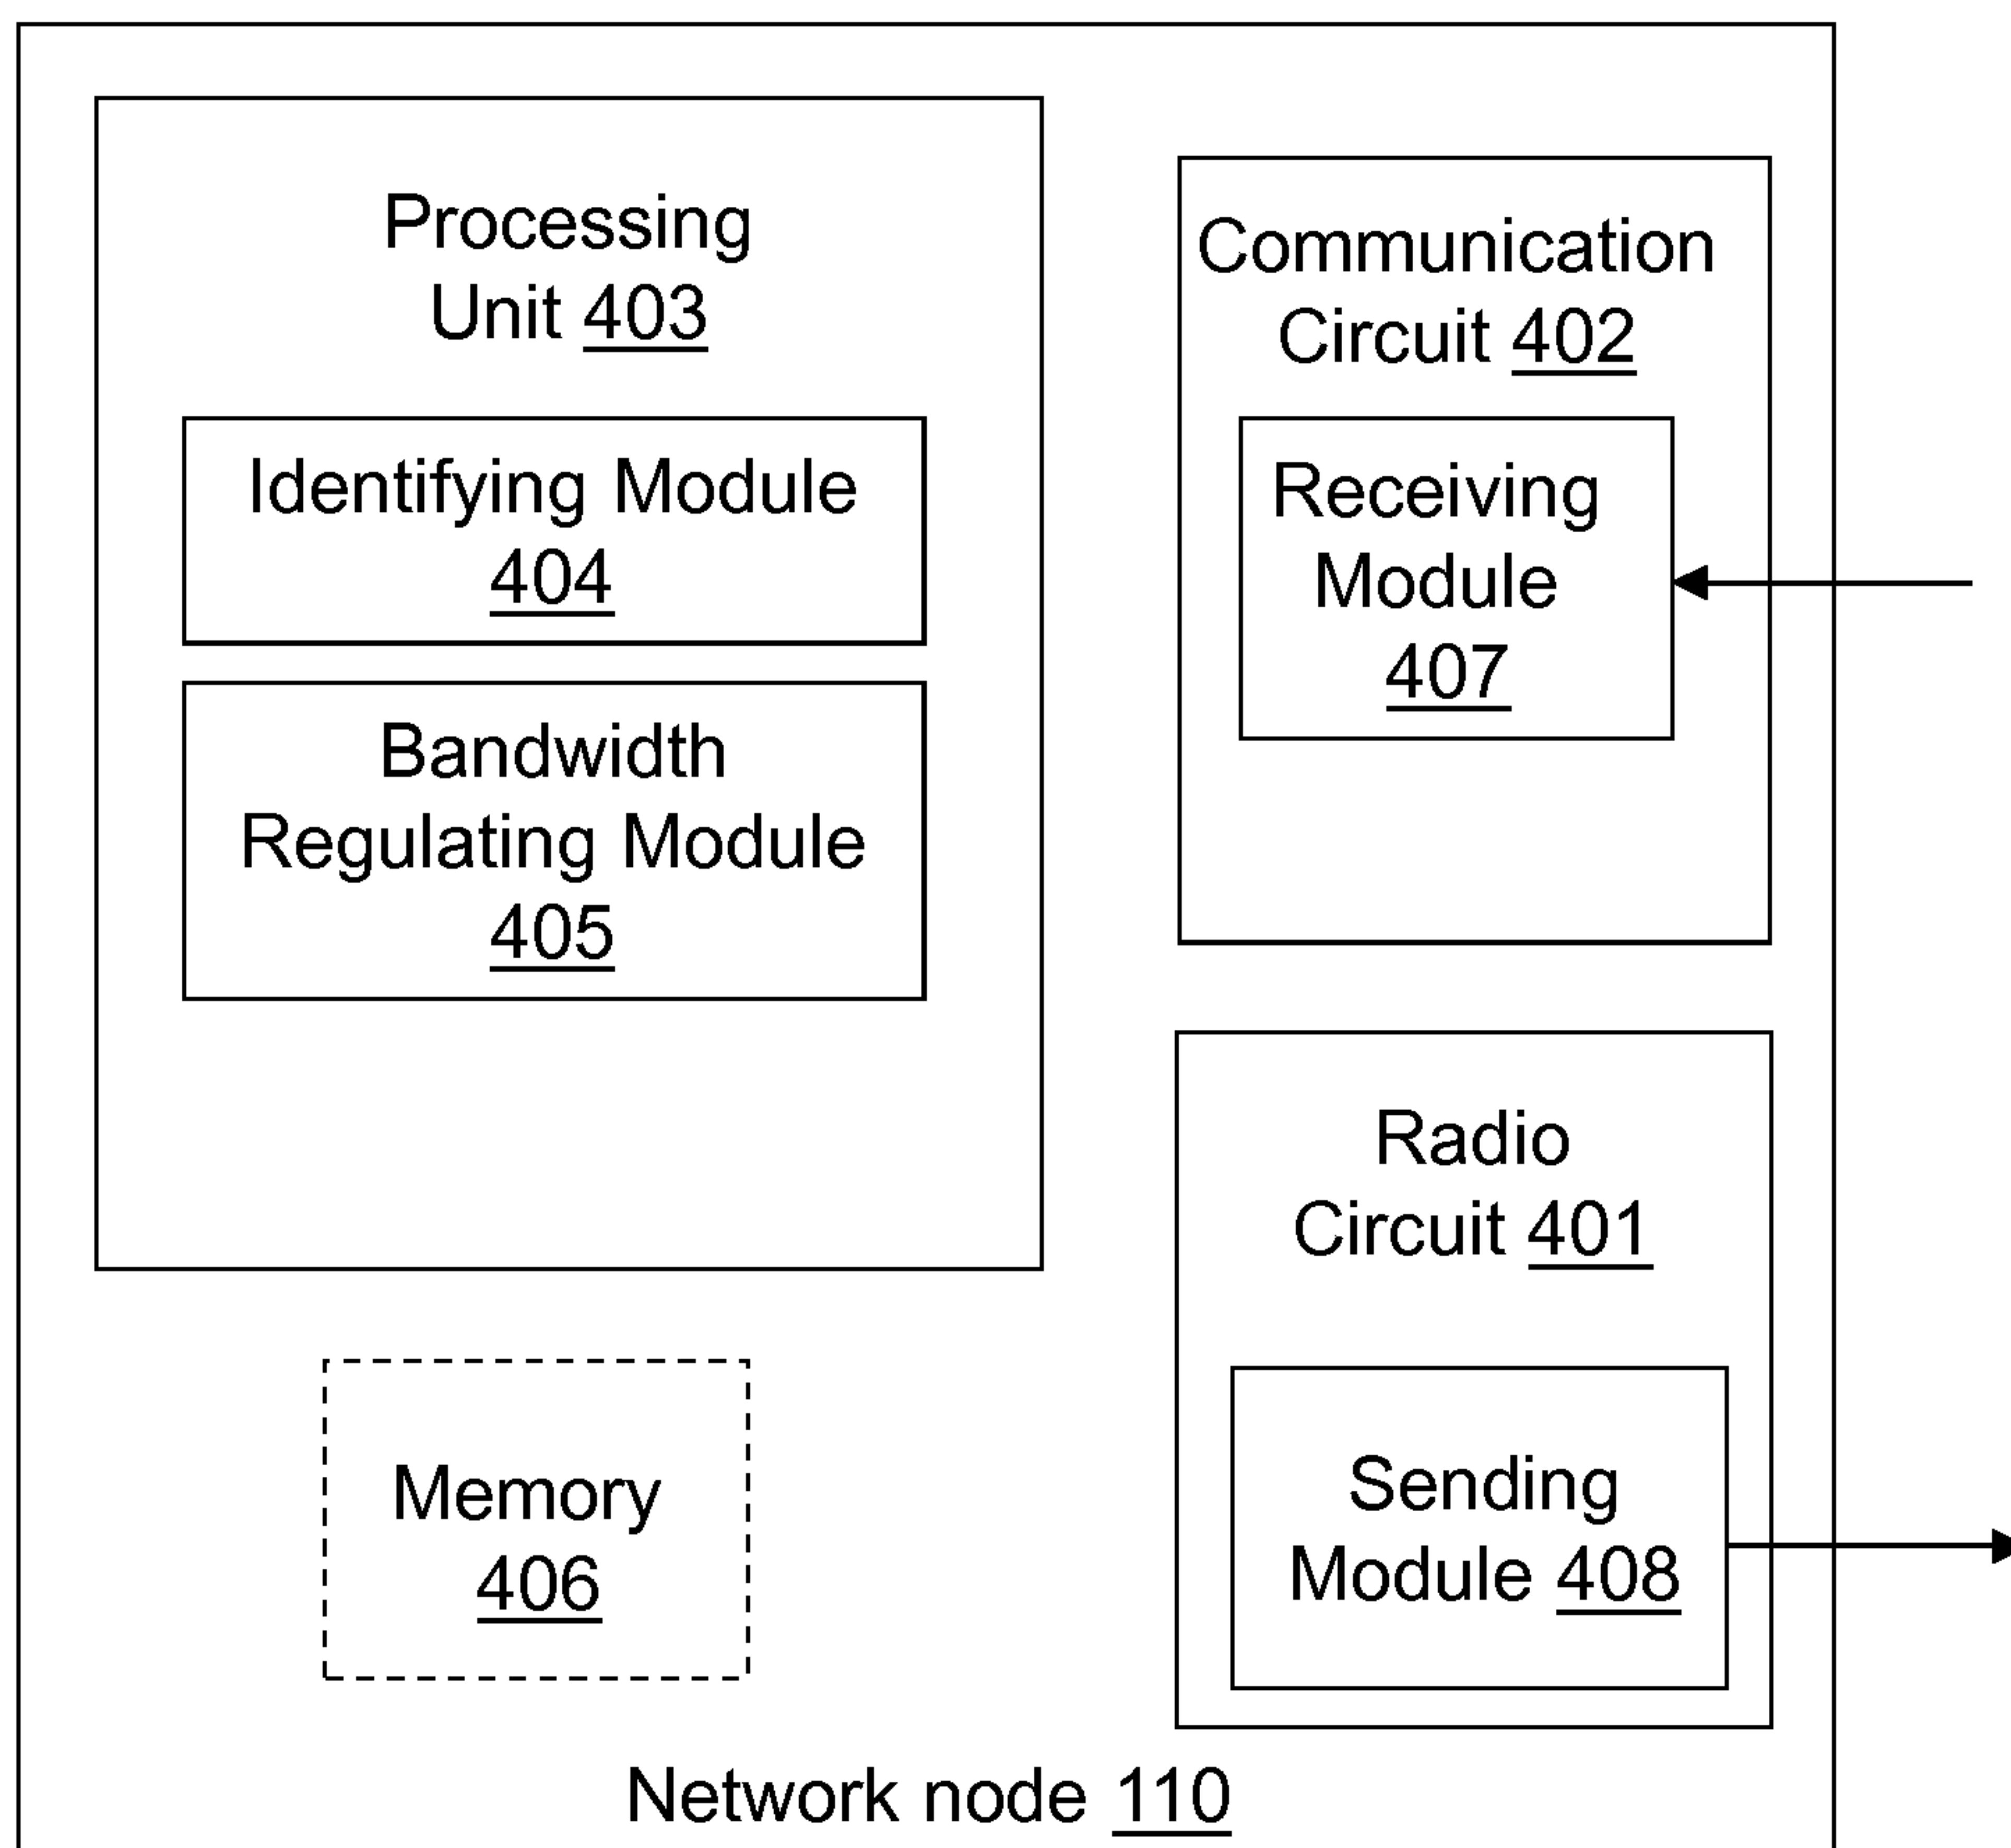 Processing
Unit 403
Identifying Module
404
Bandwidth
Regulating Module
405
Communication
Circuit 402
Receiving
Module
407
Radio
Circuit 401
Sending
Module 408
Memory
406
Network node 110